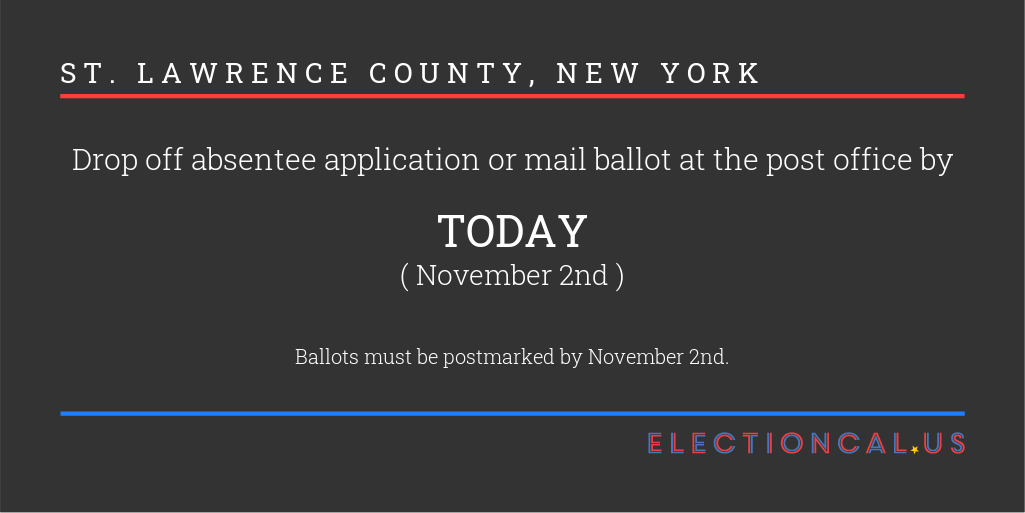 ST. LAWRENCE COUNTY, NEW YORK
Drop off absentee application or mail ballot at the post office by
TODAY
( November 2nd )
Ballots must be postmarked by November 2nd.
ELECTIONCAL.US